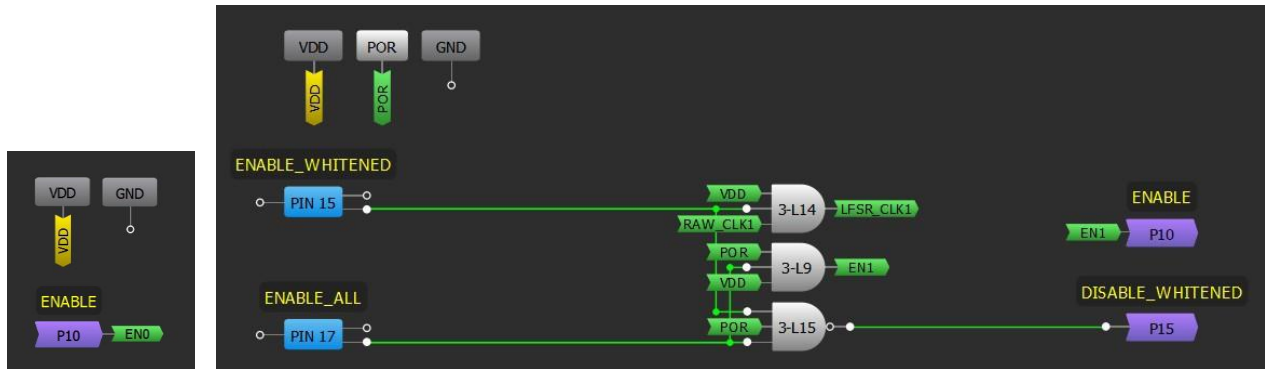 VDD
GND
VDD
ENABLE
P10
EN0
VDD
POR
GND
VDD
POR
ENABLE_WHITENED
PIN 15
VDD
RAW_CLK1
3-L14
LFSR_CLK1
POR
VDD
3-L9
EN1
ENABLE
EN1
P10
ENABLE_ALL
PIN 17
POR
3-L15
DISABLE_WHITENED
P15